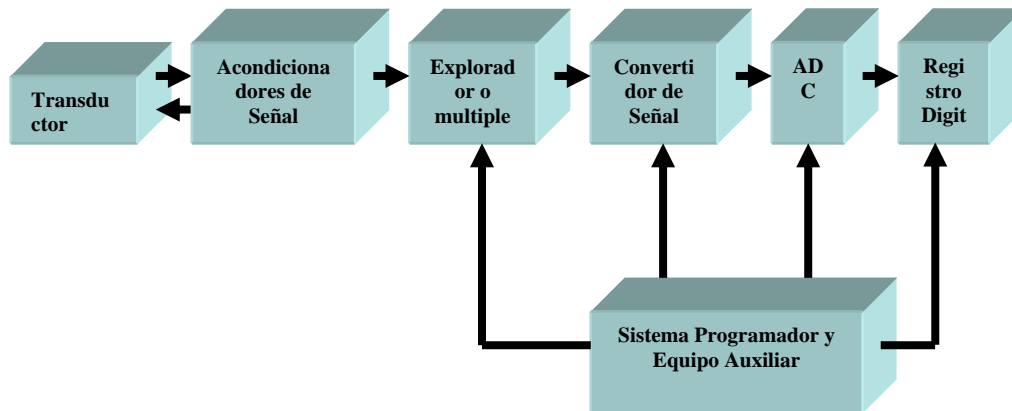 Transdu
ctor
Acondiciona
dores de
Señal
Explorad
or o
multiple
Converti
dor de
Señal
AD
C
Regi
stro
Digit
Sistema Programador y
Equipo Auxiliar